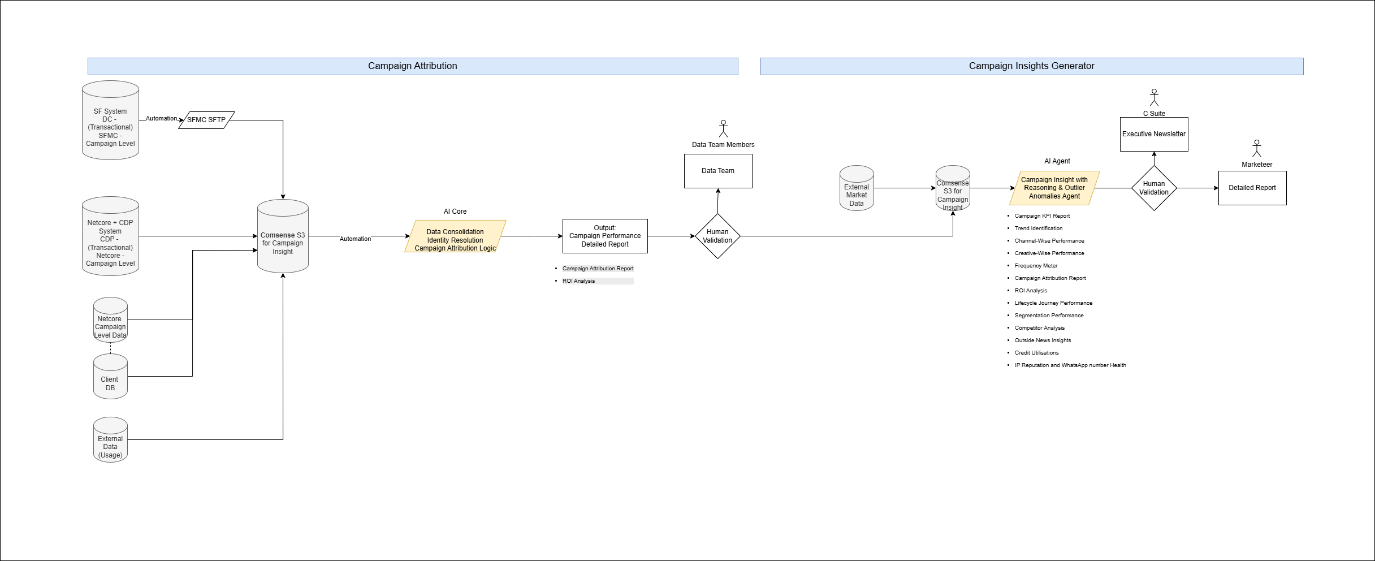 Campaign Attribution
Campaign Insights Generator
SF System
DC -
(Transactional)
SFMC -
Campaign Level
Automation
SFMC SFTP
Netcore + CDP
System
CDP -
(Transactional)
Netcore -
Campaign Level
Netcore
Campaign
Level Data
Client
DB
External
Data
(Usage)
Comsense S3
for Campaign
Insight
Automation
AI Core
Data Consolidation
Identity Resolution
Campaign Attribution Logic
Output:
Campaign Performance
Detailed Report
• Campaign Attribution Report
• ROI Analysis
Human
Validation
Data Team Members
Data Team
External
Market
Data
Comsense
S3 for
Campaign
Insight
AI Agent
Campaign Insight with
Reasoning & Outlier
Anomalies Agent
• Campaign KPI Report
• Trend Identification
• Channel-Wise Performance
• Creative-Wise Performance
• Frequency Meter
• Campaign Attribution Report
• ROI Analysis
• Lifecycle Journey Performance
• Segmentation Performance
• Competitor Analysis
• Outside News Insights
• Credit Utilisations
• IP Reputation and WhatsApp number Health
Human
Validation
C Suite
Executive Newsletter
Marketeer
Detailed Report